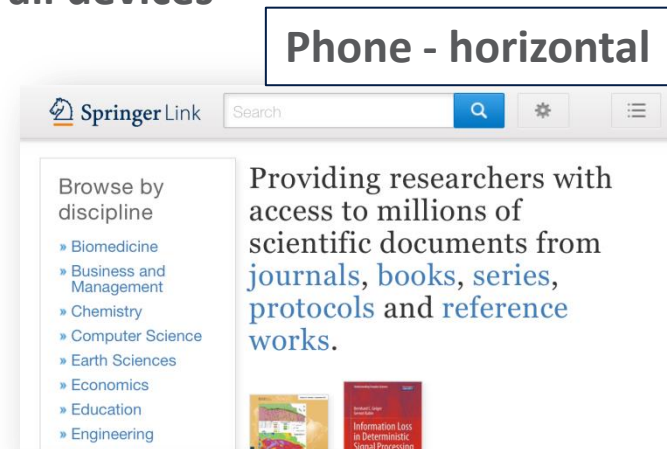 all devices
Phone - horizontal
Springer Link
Search
Browse by
discipline
» Biomedicine
» Business and
Management
» Chemistry
» Computer Science
» Earth Sciences
» Economics
» Education
» Engineering
Providing researchers with
access to millions of
scientific documents from
journals, books, series,
protocols and reference
works.
Information Loss
in Deterministic
Signal Processing